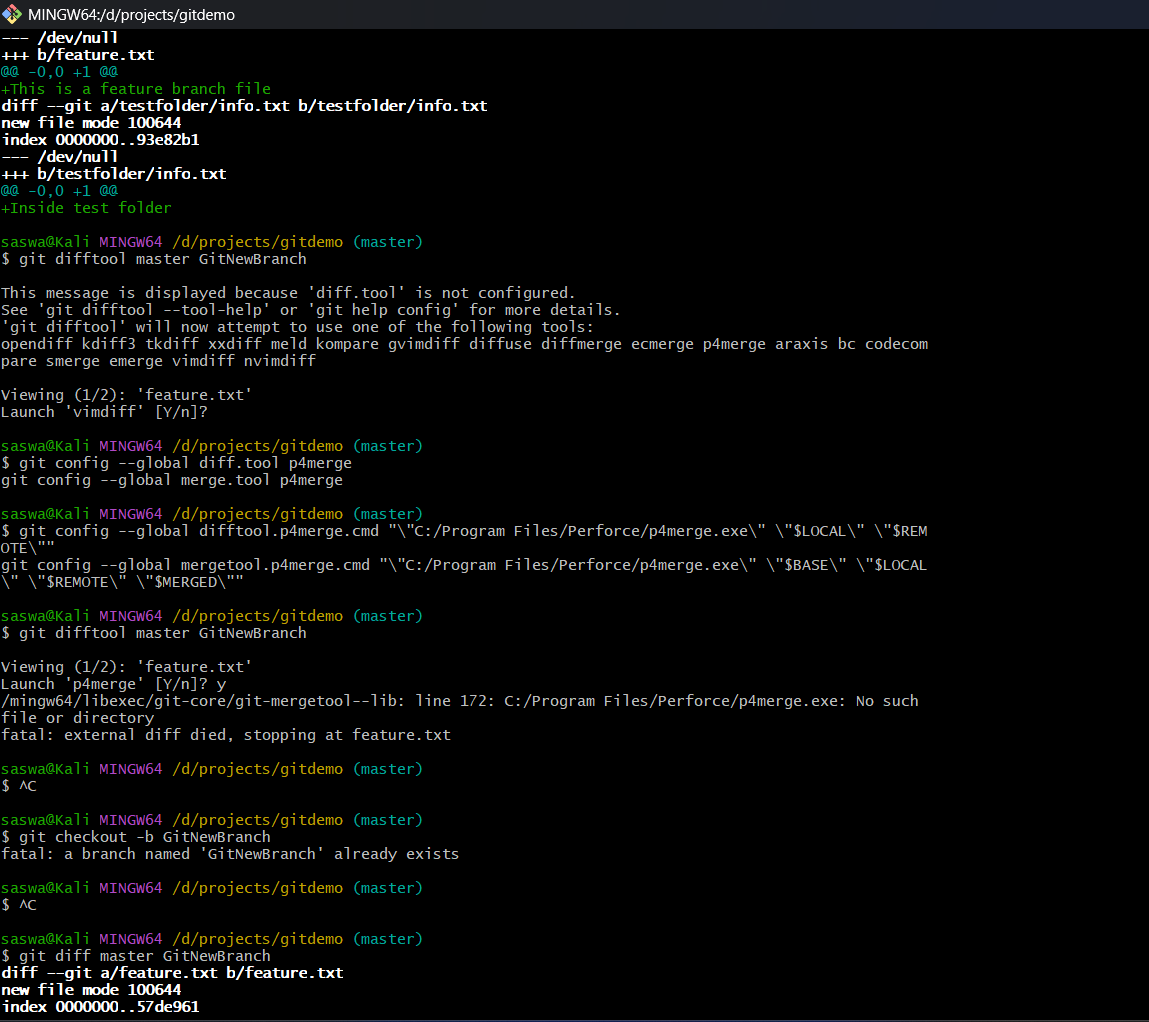 MINGW64:/d/projects/gitdemo
--- /dev/null
+++ b/feature.txt
@@ -0,0 +1 @@
+This is a feature branch file
diff --git a/testfolder/info.txt b/testfolder/info.txt
new file mode 100644
index 0000000..93e82b1
--- /dev/null
+++ b/testfolder/info.txt
@@ -0,0 +1 @@
+Inside test folder
saswa@Kali MINGW64 /d/projects/gitdemo (master)
$ git difftool master GitNewBranch
This message is displayed because 'diff.tool' is not configured.
See 'git difftool --tool-help' or 'git help config' for more details.
'git difftool' will now attempt to use one of the following tools:
opendiff kdiff3 tkdiff xxdiff meld kompare gvimdiff diffuse diffmerge ecmerge p4merge araxis bc codecom
pare smerge emerge vimdiff nvimdiff
Viewing (1/2): 'feature.txt'
Launch 'vimdiff' [Y/n]?
saswa@Kali MINGW64 /d/projects/gitdemo (master)
$ git config --global diff.tool p4merge
git config --global merge.tool p4merge
saswa@Kali MINGW64 /d/projects/gitdemo (master)
$ git config --global difftool.p4merge.cmd "\"C:/Program Files/Perforce/p4merge.exe\" \"$LOCAL\" \"$REM
OTE\""
git config --global mergetool.p4merge.cmd "\"C:/Program Files/Perforce/p4merge.exe\" \"$BASE\" \"$LOCAL
\" \"$REMOTE\" \"$MERGED\""
saswa@Kali MINGW64 /d/projects/gitdemo (master)
$ git difftool master GitNewBranch
Viewing (1/2): 'feature.txt'
Launch 'p4merge' [Y/n]? y
/mingw64/libexec/git-core/git-mergetool--lib: line 172: C:/Program Files/Perforce/p4merge.exe: No such
file or directory
fatal: external diff died, stopping at feature.txt
saswa@Kali MINGW64 /d/projects/gitdemo (master)
$ ^C
saswa@Kali MINGW64 /d/projects/gitdemo (master)
$ git checkout -b GitNewBranch
fatal: a branch named 'GitNewBranch' already exists
saswa@Kali MINGW64 /d/projects/gitdemo (master)
$ ^C
saswa@Kali MINGW64 /d/projects/gitdemo (master)
$ git diff master GitNewBranch
diff --git a/feature.txt b/feature.txt
new file mode 100644
index 0000000..57de961